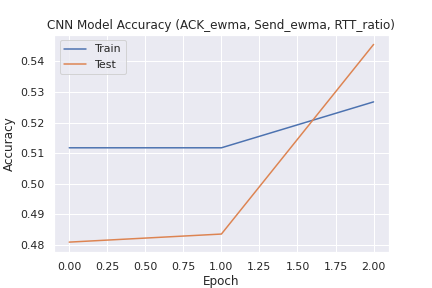 CNN Model Accuracy (ACK_ewma, Send_ewma, RTT_ratio)
Train
Test
0.54
0.53
0.52
0.51
0.50
0.49
0.48
Accuracy
0.00 0.25 0.50 0.75 1.00 1.25 1.50 1.75 2.00
Epoch